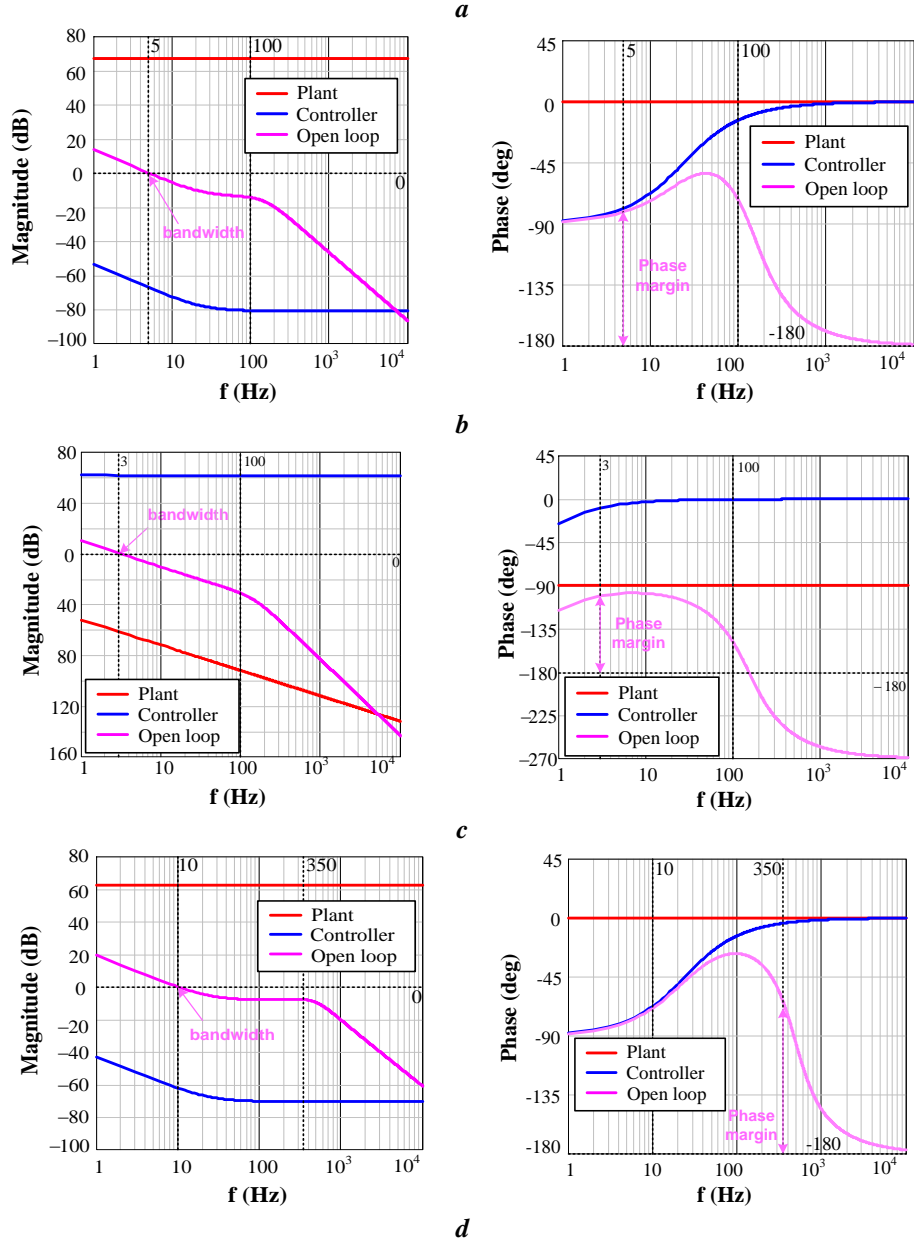 a
5
100
80
60
40
20
0
−20
−40
−60
−80
−100
Magnitude (dB)
Plant
Controller
Open loop
0
bandwidth
1
10
100
10³
10⁴
f (Hz)
5
100
45
0
-45
-90
-135
-180
Phase (deg)
Plant
Controller
Open loop
Phase
margin
-180
1
10
100
10³
10⁴
f (Hz)
b
80
60
40
20
0
20
40
60
80
100
120
160
3
100
bandwidth
0
Magnitude (dB)
Plant
Controller
Open loop
1
10
100
10³
10⁴
f (Hz)
45
0
-45
-90
-135
-180
-225
-270
3
100
Phase (deg)
Phase
margin
−180
Plant
Controller
Open loop
1
10
100
10³
10⁴
f (Hz)
c
10
350
80
60
40
20
0
−20
−40
−60
−80
−100
Magnitude (dB)
Plant
Controller
Open loop
0
bandwidth
1
10
100
10³
10⁴
f (Hz)
10
350
45
0
-45
-90
-135
-180
Phase (deg)
Plant
Controller
Open loop
Phase
margin
-180
1
10
100
10³
10⁴
f (Hz)
d